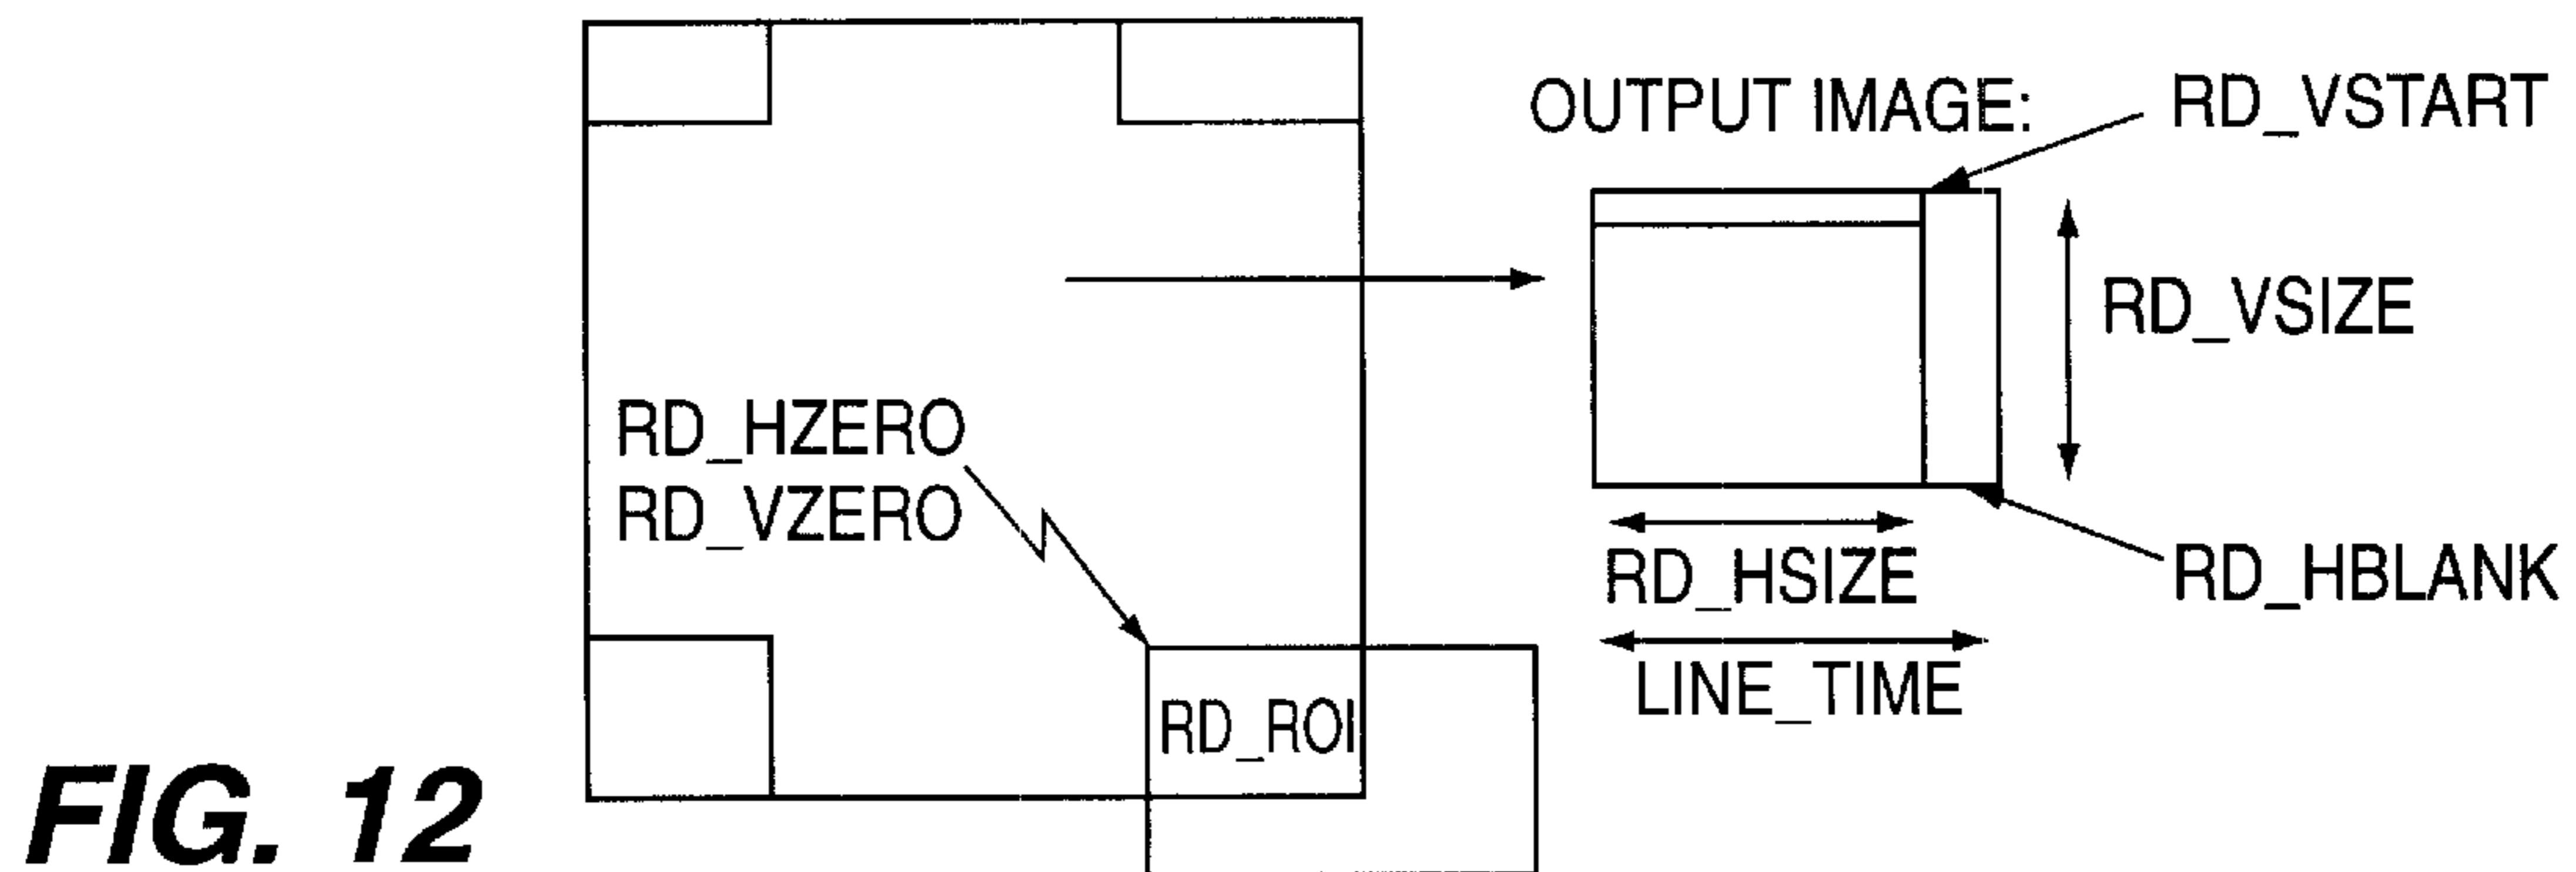 OUTPUT IMAGE:
RD_VSTART
RD_VSIZE
RD_HZERO
RD_VZERO
RD_HSIZE
RD_HBLANK
LINE_TIME
RD_ROI
FIG. 12